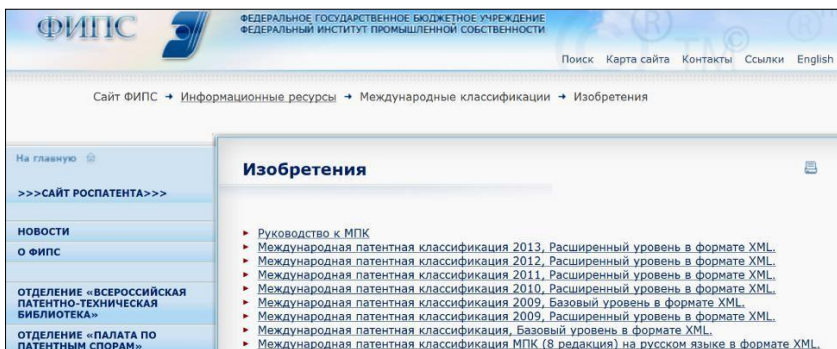 ФИПС
ФЕДЕРАЛЬНОЕ ГОСУДАРСТВЕННОЕ БЮДЖЕТНОЕ УЧРЕЖДЕНИЕ
ФЕДЕРАЛЬНЫЙ ИНСТИТУТ ПРОМЫШЛЕННОЙ СОБСТВЕННОСТИ
Поиск Карта сайта Контакты Ссылки English
Сайт ФИПС → Информационные ресурсы → Международные классификации → Изобретения
На главную
>>>САЙТ РОСПАТЕНТА>>>
НОВОСТИ
О ФИПС
ОТДЕЛЕНИЕ «ВСЕРОССИЙСКАЯ
ПАТЕНТНО-ТЕХНИЧЕСКАЯ
БИБЛИОТЕКА»
ОТДЕЛЕНИЕ «ПАЛАТА ПО
ПАТЕНТНЫМ СПОРАМ»
Изобретения
Руководство к МПК
Международная патентная классификация 2013, Расширенный уровень в формате XML.
Международная патентная классификация 2012, Расширенный уровень в формате XML.
Международная патентная классификация 2011, Расширенный уровень в формате XML.
Международная патентная классификация 2010, Расширенный уровень в формате XML.
Международная патентная классификация 2009, Базовый уровень в формате XML.
Международная патентная классификация 2009, Расширенный уровень в формате XML.
Международная патентная классификация, Базовый уровень в формате XML.
Международная патентная классификация МПК (8 редакция) на русском языке в формате XML.